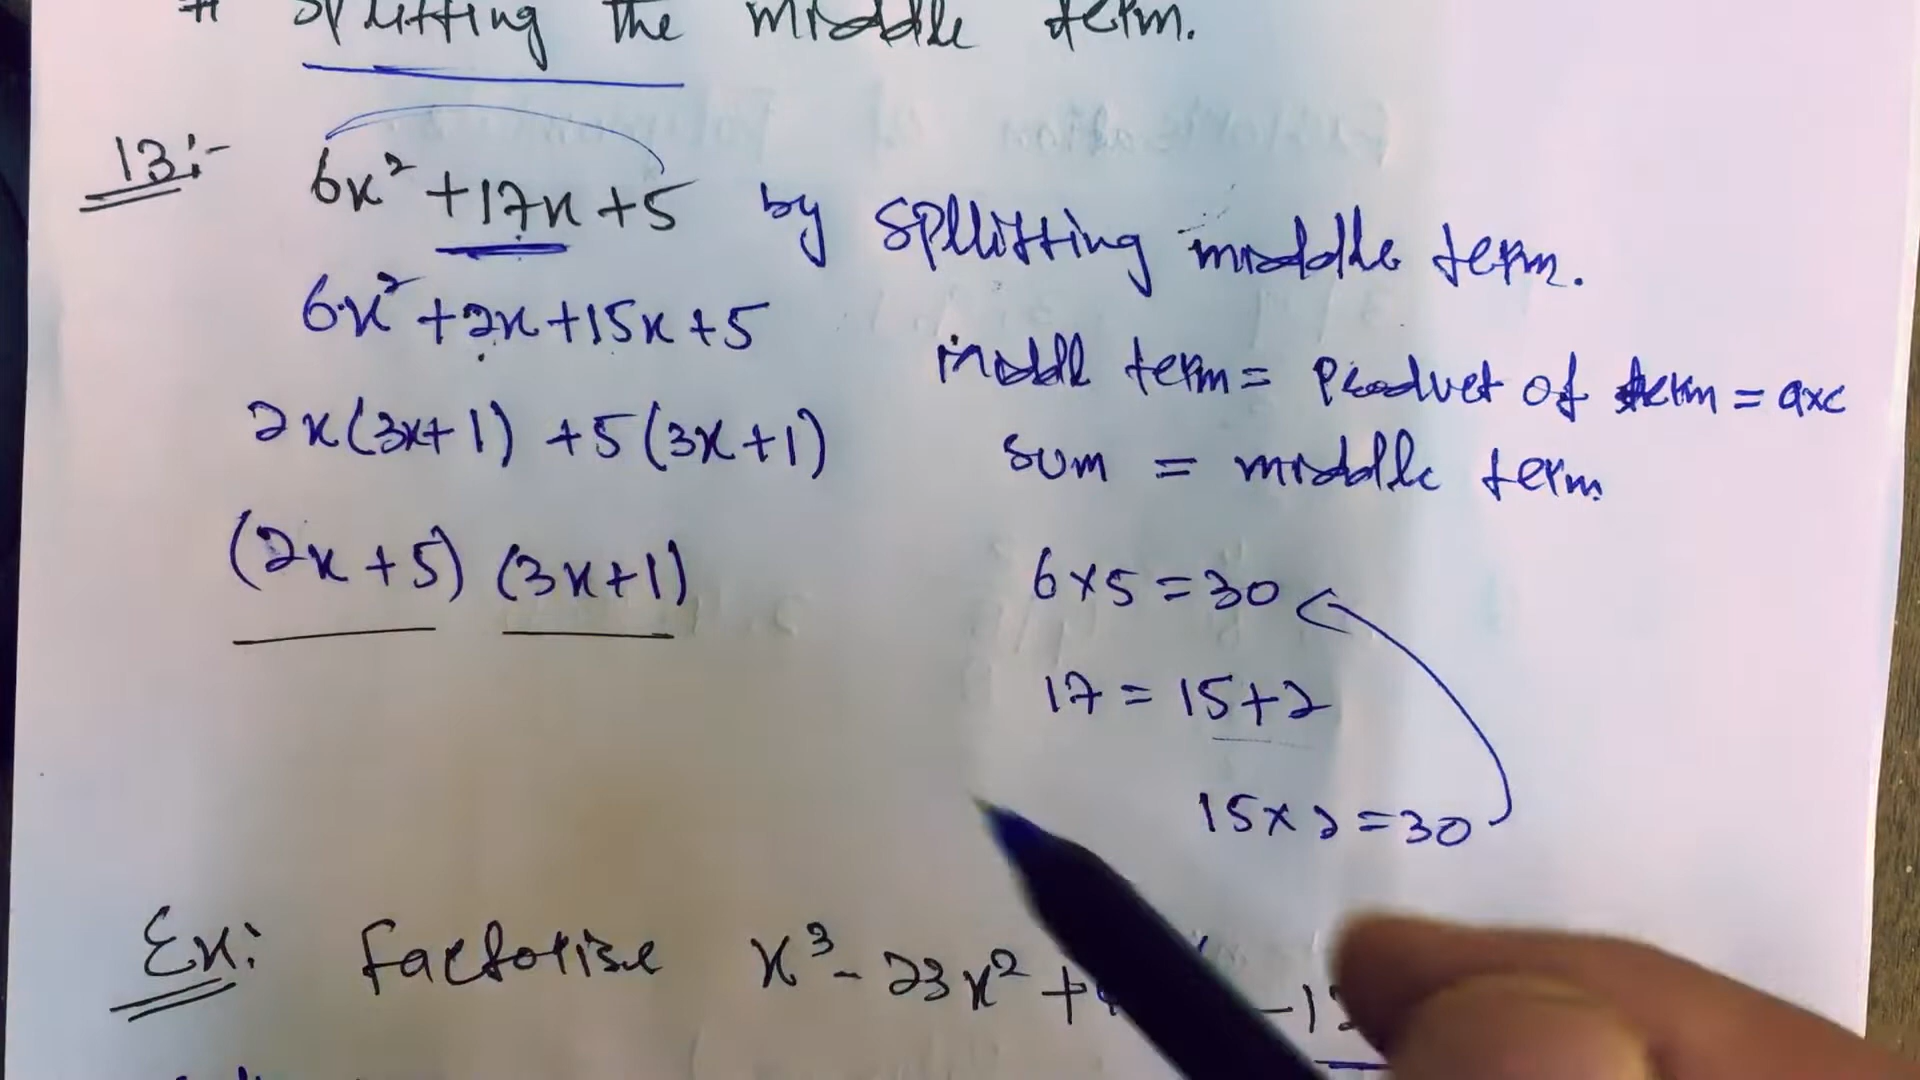 # Splitting the middle term.
13:- 6x² +17x +5 by Spllitting middle term.
6x² +2x +15x +5
middl term = product of term = axc
2x(3x+1) +5(3x+1)
sum = middle term
(2x+5) (3x+1)
6×5 = 30
17 = 15+2
15×2 = 30
Ex: factorise x³ - 23x² +